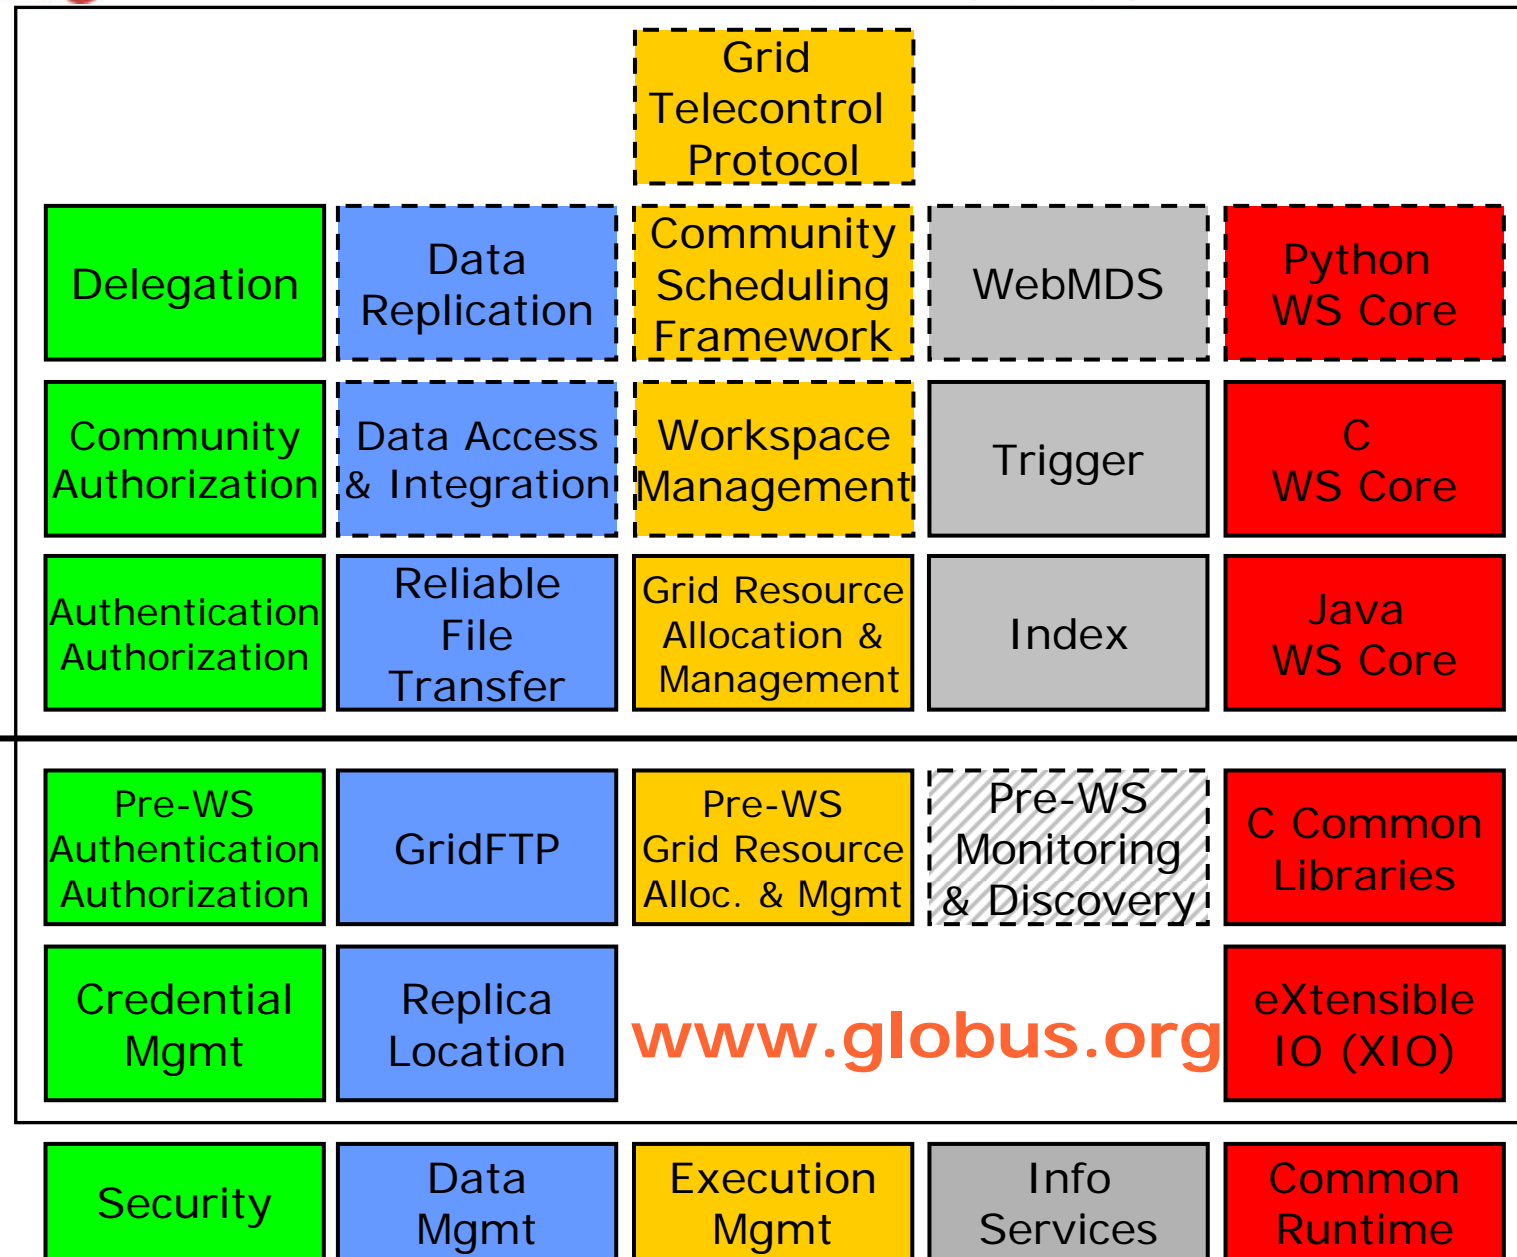 Grid
Telecontrol
Protocol
Delegation
Data
Replication
Community
Scheduling
Framework
WebMDS
Python
WS Core
Community
Authorization
Data Access
& Integration
Workspace
Management
Trigger
C
WS Core
Authentication
Authorization
Reliable
File
Transfer
Grid Resource
Allocation &
Management
Index
Java
WS Core
Pre-WS
Authentication
Authorization
GridFTP
Pre-WS
Grid Resource
Alloc. & Mgmt
Pre-WS
Monitoring
& Discovery
C Common
Libraries
Credential
Mgmt
Replica
Location
www.globus.org
eXtensible
IO (XIO)
Security
Data
Mgmt
Execution
Mgmt
Info
Services
Common
Runtime